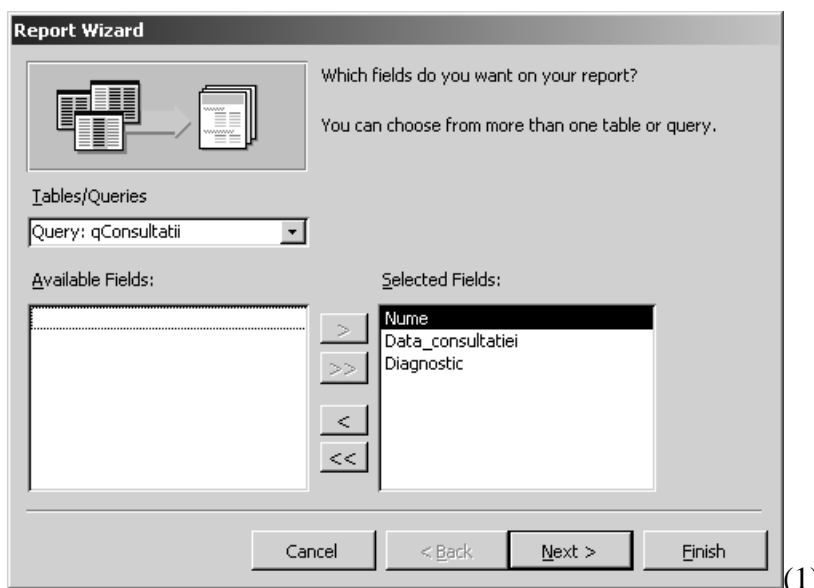 Report Wizard
Which fields do you want on your report?
You can choose from more than one table or query.
Tables/Queries
Query: qConsultatii
Available Fields:
Selected Fields:
>
>>
<
<<
Nume
Data_consultatiei
Diagnostic
Cancel
< Back
Next >
Finish
(1)